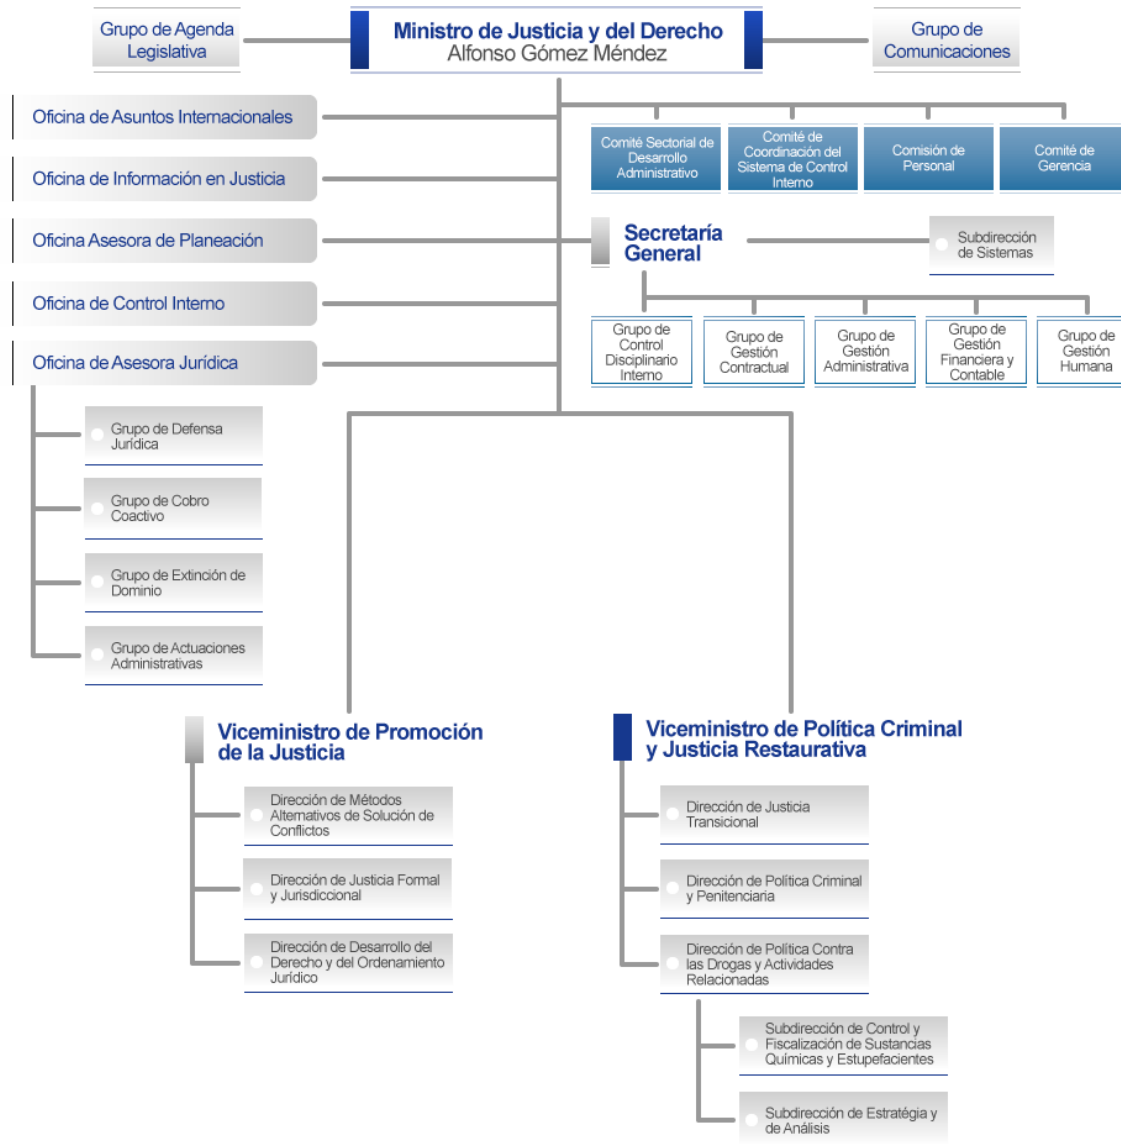 Grupo de Agenda
Legislativa
Ministro de Justicia y del Derecho
Alfonso Gómez Méndez
Grupo de
Comunicaciones
Oficina de Asuntos Internacionales
Oficina de Información en Justicia
Oficina Asesora de Planeación
Oficina de Control Interno
Oficina de Asesora Jurídica
Comité Sectorial de
Desarrollo
Administrativo
Comité de
Coordinación del
Sistema de Control
Interno
Comisión de
Personal
Comité de
Gerencia
Secretaría
General
Subdirección
de Sistemas
Grupo de
Control
Disciplinario
Interno
Grupo de
Gestión
Contractual
Grupo de
Gestión
Administrativa
Grupo de
Gestión
Financiera y
Contable
Grupo de
Gestión
Humana
Grupo de Defensa
Jurídica
Grupo de Cobro
Coactivo
Grupo de Extinción de
Dominio
Grupo de Actuaciones
Administrativas
Viceministro de Promoción
de la Justicia
Dirección de Métodos
Alternativos de Solución de
Conflictos
Dirección de Justicia Formal
y Jurisdiccional
Dirección de Desarrollo del
Derecho y del Ordenamiento
Jurídico
Viceministro de Política Criminal
y Justicia Restaurativa
Dirección de Justicia
Transicional
Dirección de Política Criminal
y Penitenciaria
Dirección de Política Contra
las Drogas y Actividades
Relacionadas
Subdirección de Control y
Fiscalización de Sustancias
Químicas y Estupefacientes
Subdirección de Estratégia y
de Análisis